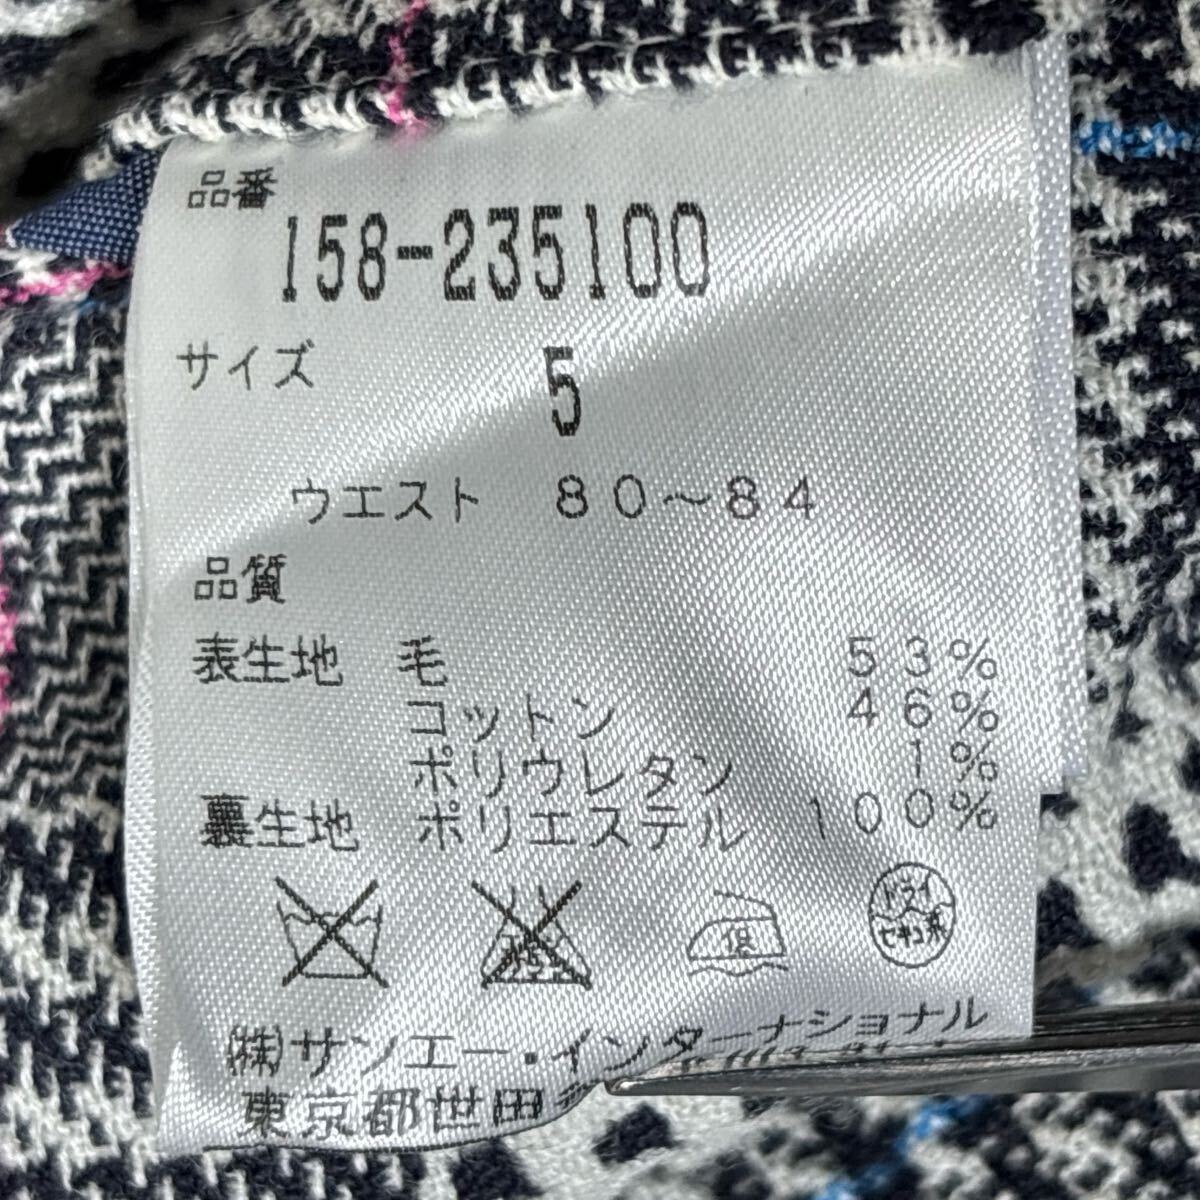 品番
158-235100
サイズ 5
ウエスト 80～84
品質
表生地 毛 53%
コットン 46%
ポリウレタン 1%
裏生地 ポリエステル 100%
低
ドライ
セキユ系
(株)サンエー・インターナショナル
東京都世田